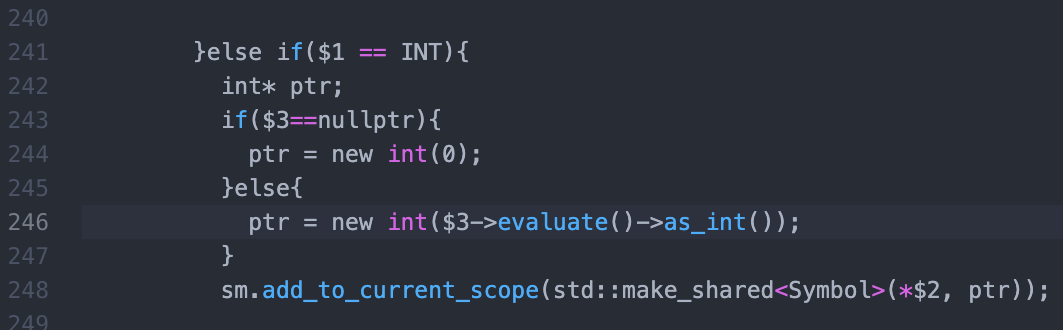 240
241 }else if($1 == INT){
242 int* ptr;
243 if($3==nullptr){
244 ptr = new int(0);
245 }else{
246 ptr = new int($3->evaluate()->as_int());
247 }
248 sm.add_to_current_scope(std::make_shared<Symbol>(*$2, ptr));
249